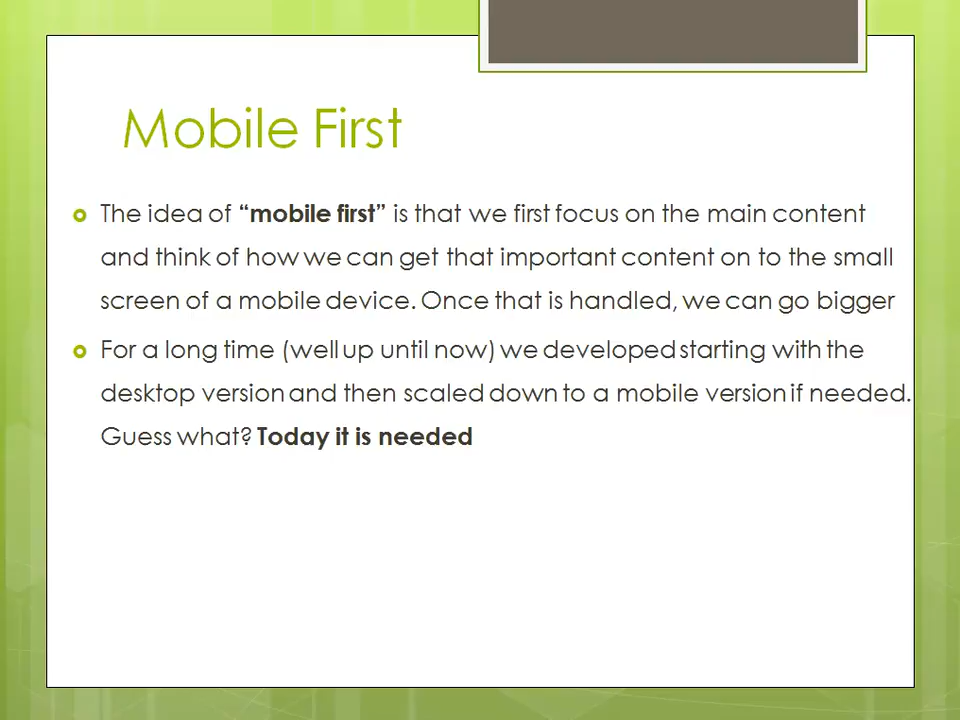 Mobile First
The idea of “mobile first” is that we first focus on the main content
and think of how we can get that important content on to the small
screen of a mobile device. Once that is handled, we can go bigger
For a long time (well up until now) we developed starting with the
desktop version and then scaled down to a mobile version if needed.
Guess what? Today it is needed